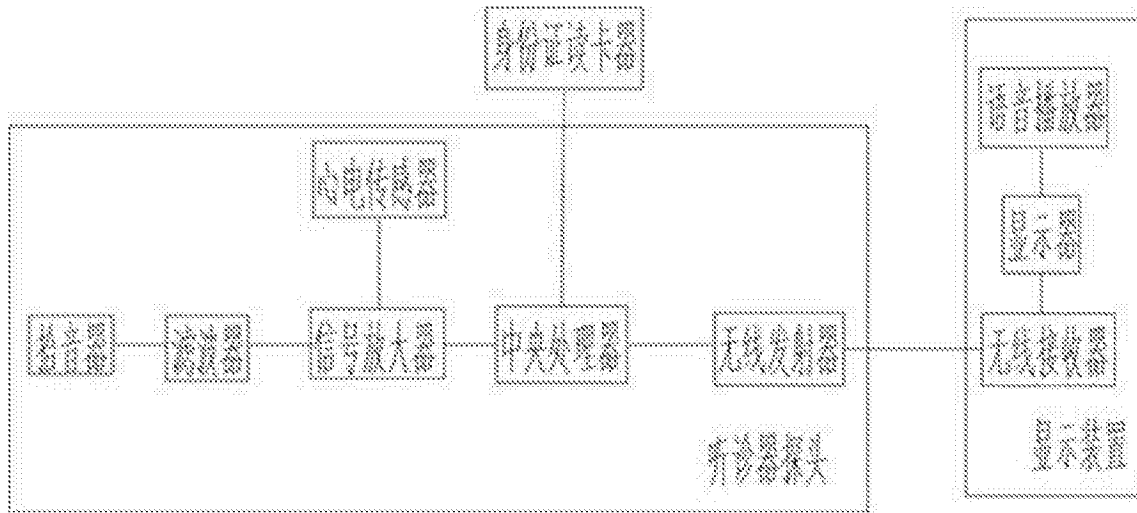 身份证读卡器
语音播放器
心电传感器
显示器
拾音器
滤波器
信号放大器
中央处理器
无线发射器
无线接收器
听诊器探头
显示装置